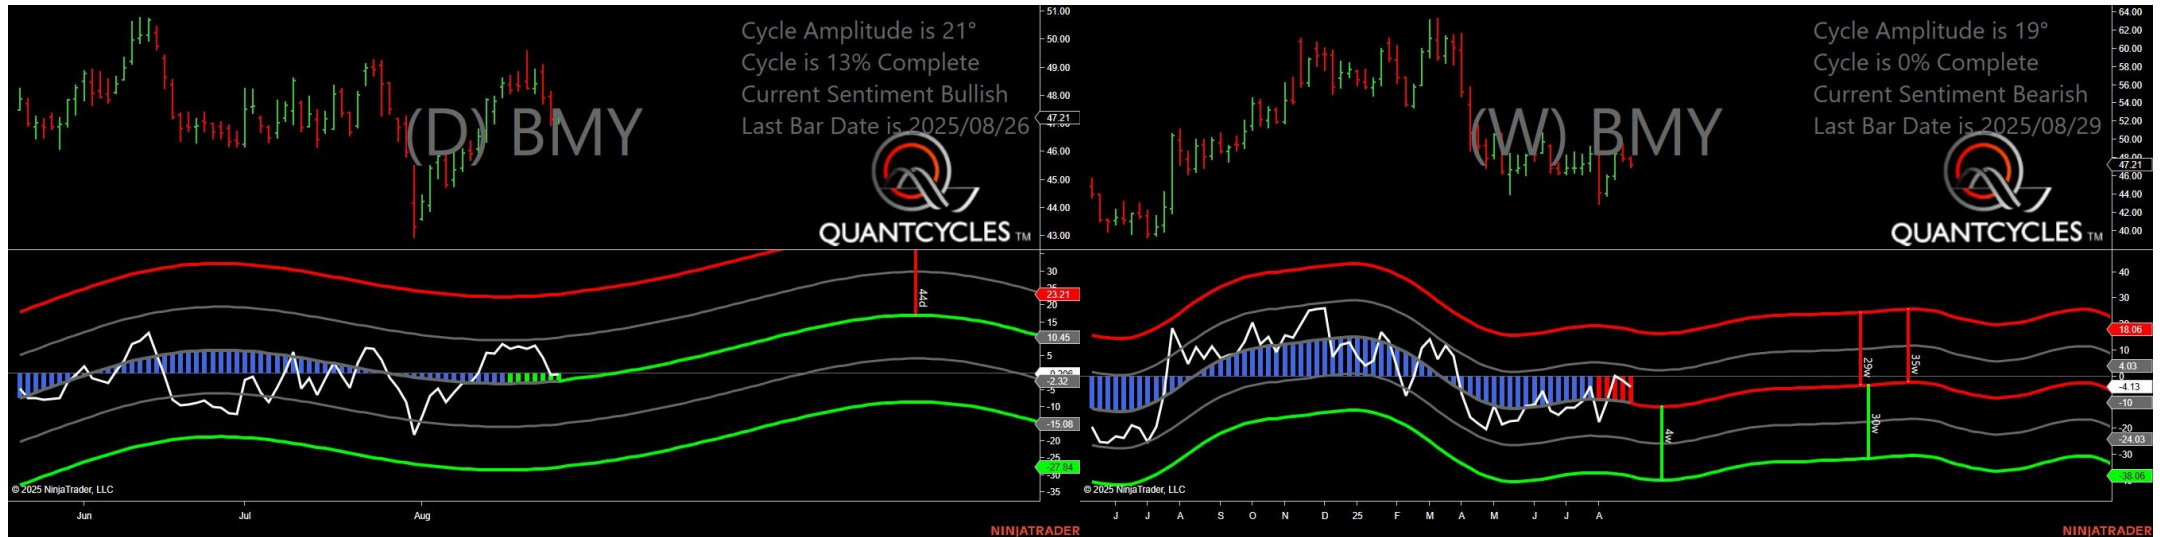 Cycle Amplitude is 21°
Cycle is 13% Complete
Current Sentiment Bullish
Last Bar Date is 2025/08/26
(D) BMY
QUANTCYCLES TM
51.00
50.00
49.00
48.00
47.21
46.00
45.00
44.00
43.00
44d
30
23.21
20
15
10.45
5
-2.32
-5
-10
-15.08
-20
-25
-27.84
-30
-35
© 2025 NinjaTrader, LLC
Jun
Jul
Aug
NINJATRADER
Cycle Amplitude is 19°
Cycle is 0% Complete
Current Sentiment Bearish
Last Bar Date is 2025/08/29
(W) BMY
QUANTCYCLES TM
64.00
62.00
60.00
58.00
56.00
54.00
52.00
50.00
48.00
47.21
46.00
44.00
42.00
40.00
4w
29w
30w
35w
40
30
18.06
10
4.03
0
-4.13
-10
-20
-24.03
-30
-38.06
© 2025 NinjaTrader, LLC
J
J
A
S
O
N
D
25
F
M
A
M
J
J
A
NINJATRADER